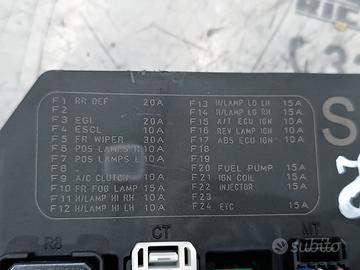 F1 RR DEF 20A
F2
F3 EGI 20A
F4 ESCL 10A
F5 FR WIPER 30A
F6 POS LAMPS R 10A
F7 POS LAMPS L 10A
F8 -
F9 A/C CLUTCH 10A
F10 FR FOG LAMP 15A
F11 H/LAMP HI RH 10A
F12 H/LAMP HI LH 10A
F13 H/LAMP LO LH 15A
F14 H/LAMP LO RH 15A
F15 A/T ECU IGN 10A
F16 REV LAMP IGN 10A
F17 ABS ECU IGN 10A
F18
F19
F20 FUEL PUMP 15A
F21 IGN COIL 15A
F22 INJECTOR 15A
F23
F24 ETC 15A
S
R8
CT
MT
subito